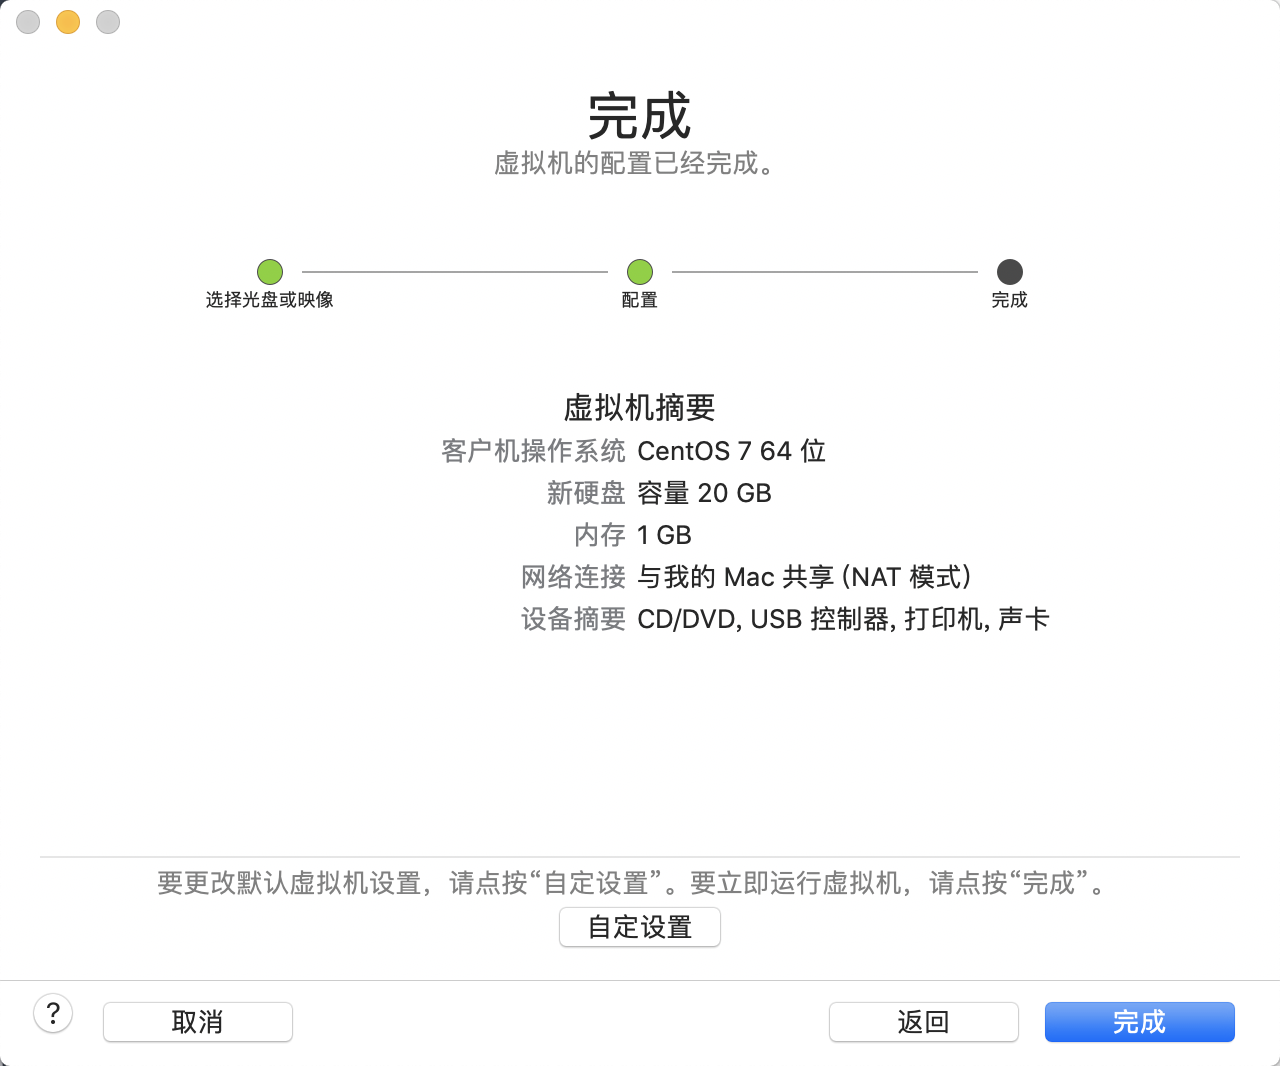 完成
虚拟机的配置已经完成。
选择光盘或映像
配置
完成
虚拟机摘要
客户机操作系统 CentOS 7 64 位
新硬盘 容量 20 GB
内存 1 GB
网络连接 与我的 Mac 共享 (NAT 模式)
设备摘要 CD/DVD, USB 控制器, 打印机, 声卡
要更改默认虚拟机设置，请点按“自定设置”。要立即运行虚拟机，请点按“完成”。
自定设置
?
取消
返回
完成